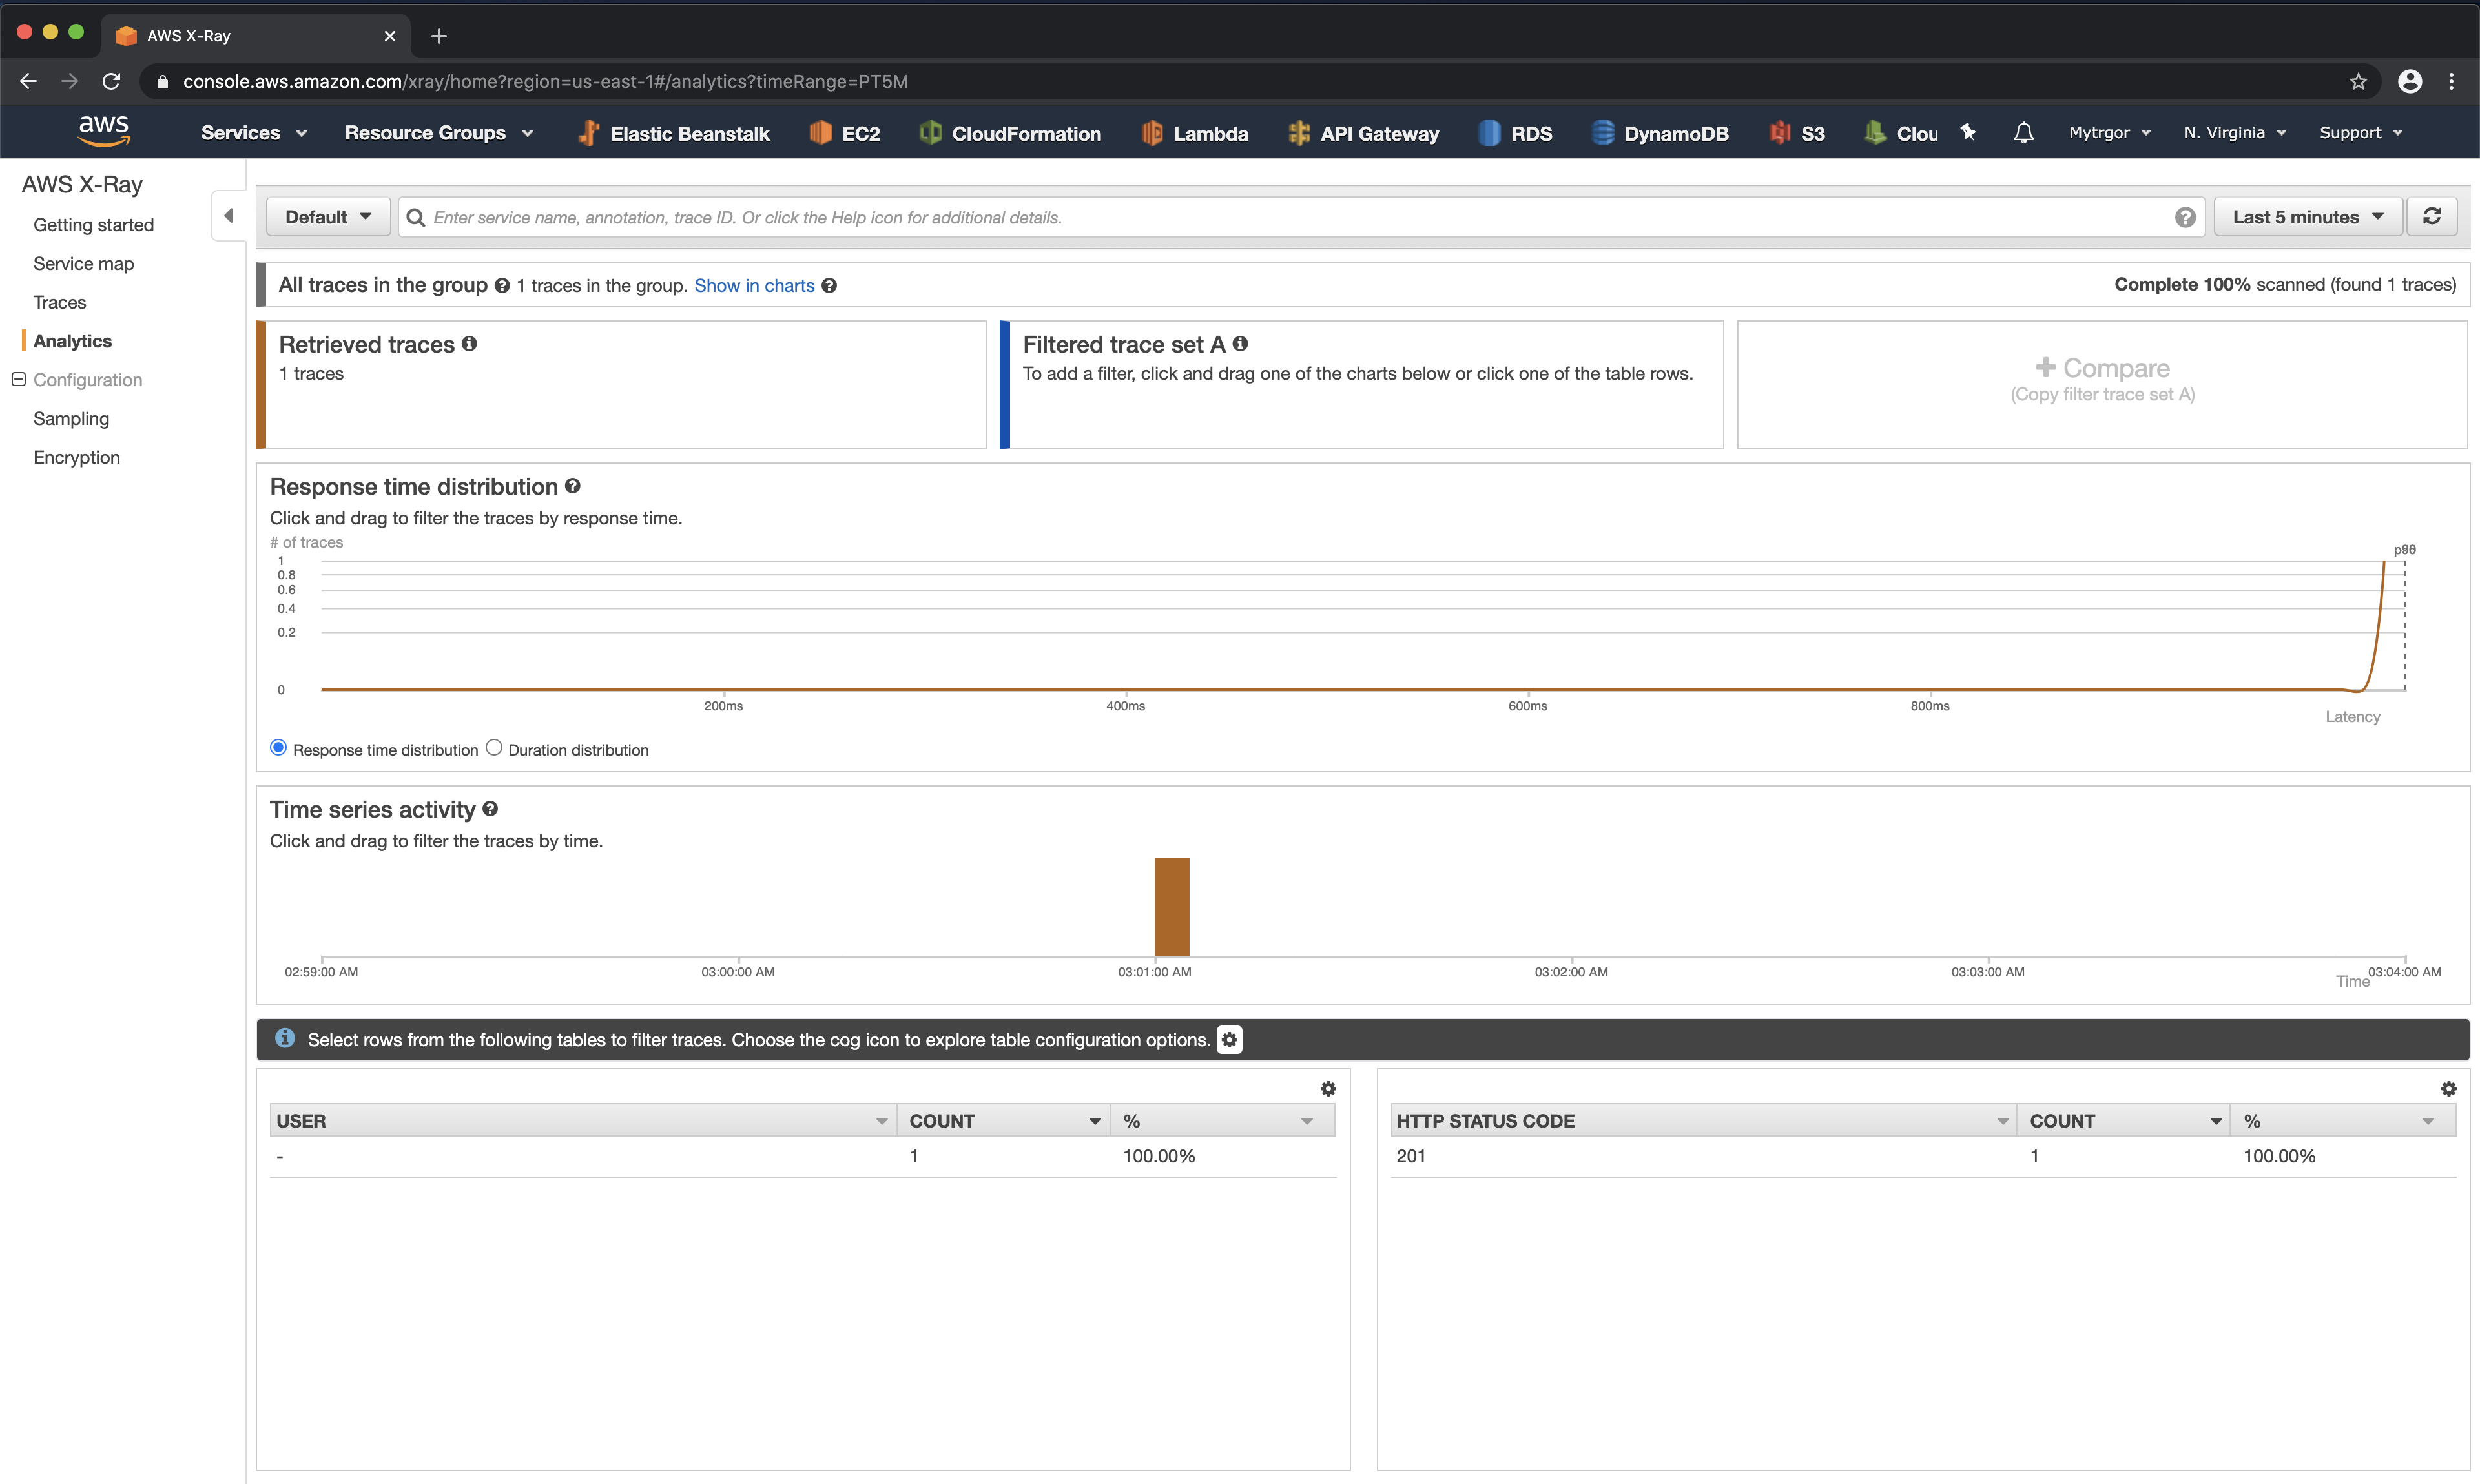 AWS X-Ray
console.aws.amazon.com/xray/home?region=us-east-1#/analytics?timeRange=PT5M
aws Services Resource Groups Elastic Beanstalk EC2 CloudFormation Lambda API Gateway RDS DynamoDB S3 Clou Mytrgor N. Virginia Support
AWS X-Ray
Getting started
Service map
Traces
Analytics
Configuration
Sampling
Encryption
Default Enter service name, annotation, trace ID. Or click the Help icon for additional details. Last 5 minutes
All traces in the group 1 traces in the group. Show in charts Complete 100% scanned (found 1 traces)
Retrieved traces
1 traces
Filtered trace set A
To add a filter, click and drag one of the charts below or click one of the table rows.
Compare
(Copy filter trace set A)
Response time distribution
Click and drag to filter the traces by response time.
# of traces
1
0.8
0.6
0.4
0.2
0
200ms 400ms 600ms 800ms
Latency
Response time distribution Duration distribution
Time series activity
Click and drag to filter the traces by time.
02:59:00 AM 03:00:00 AM 03:01:00 AM 03:02:00 AM 03:03:00 AM 03:04:00 AM
Time
Select rows from the following tables to filter traces. Choose the cog icon to explore table configuration options.
USER COUNT %
- 1 100.00%
HTTP STATUS CODE COUNT %
201 1 100.00%